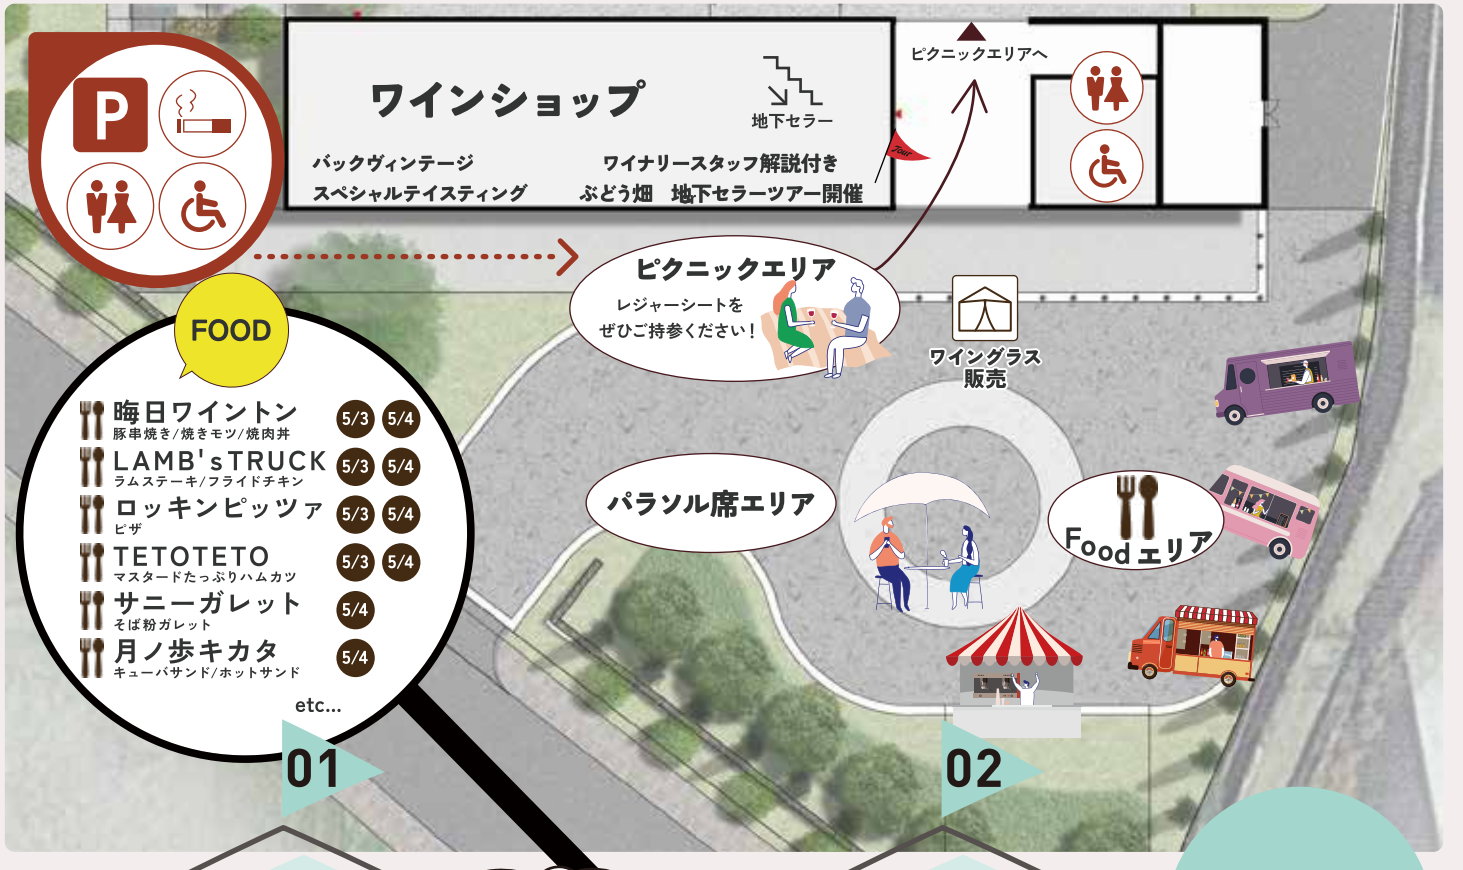 P
ワインショップ
地下セラー
バックヴィンテージ
スペシャルテイスティング
ワイナリースタッフ解説付き
ぶどう畑　地下セラーツアー開催
Tour
ピクニックエリアへ
ピクニックエリア
レジャーシートを
ぜひご持参ください！
ワイングラス
販売
FOOD
晦日ワイントン 5/3 5/4
豚串焼き/焼きモツ/焼肉丼
LAMB'sTRUCK 5/3 5/4
ラムステーキ/フライドチキン
ロッキンピッツァ 5/3 5/4
ピザ
TETOTETO 5/3 5/4
マスタードたっぷりハムカツ
サニーガレット 5/4
そば粉ガレット
月ノ歩キカタ 5/4
キューバサンド/ホットサンド
etc...
パラソル席エリア
Foodエリア
01
02